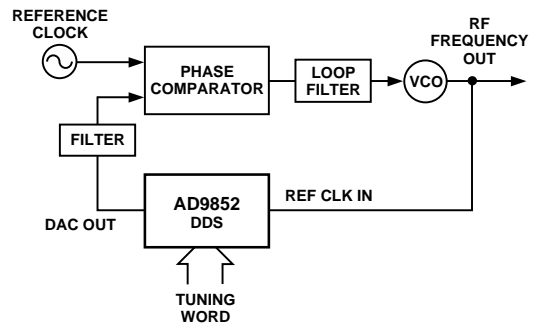 REFERENCE
CLOCK
RF
FREQUENCY
OUT
PHASE
COMPARATOR
LOOP
FILTER
VCO
FILTER
AD9852
DDS
REF CLK IN
DAC OUT
TUNING
WORD